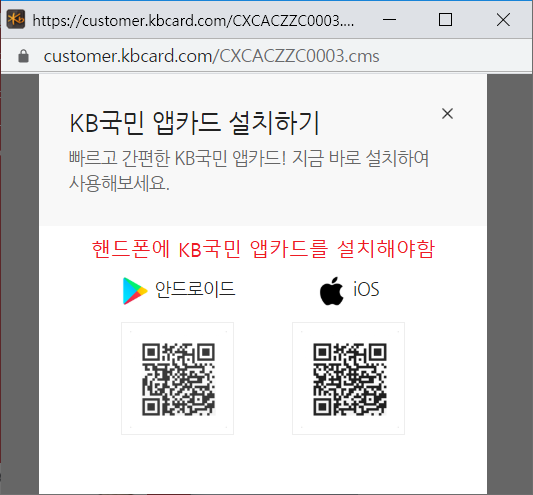 https://customer.kbcard.com/CXCACZZC0003....
customer.kbcard.com/CXCACZZC0003.cms
KB국민 앱카드 설치하기
빠르고 간편한 KB국민 앱카드! 지금 바로 설치하여
사용해보세요.
핸드폰에 KB국민 앱카드를 설치해야함
안드로이드 iOS